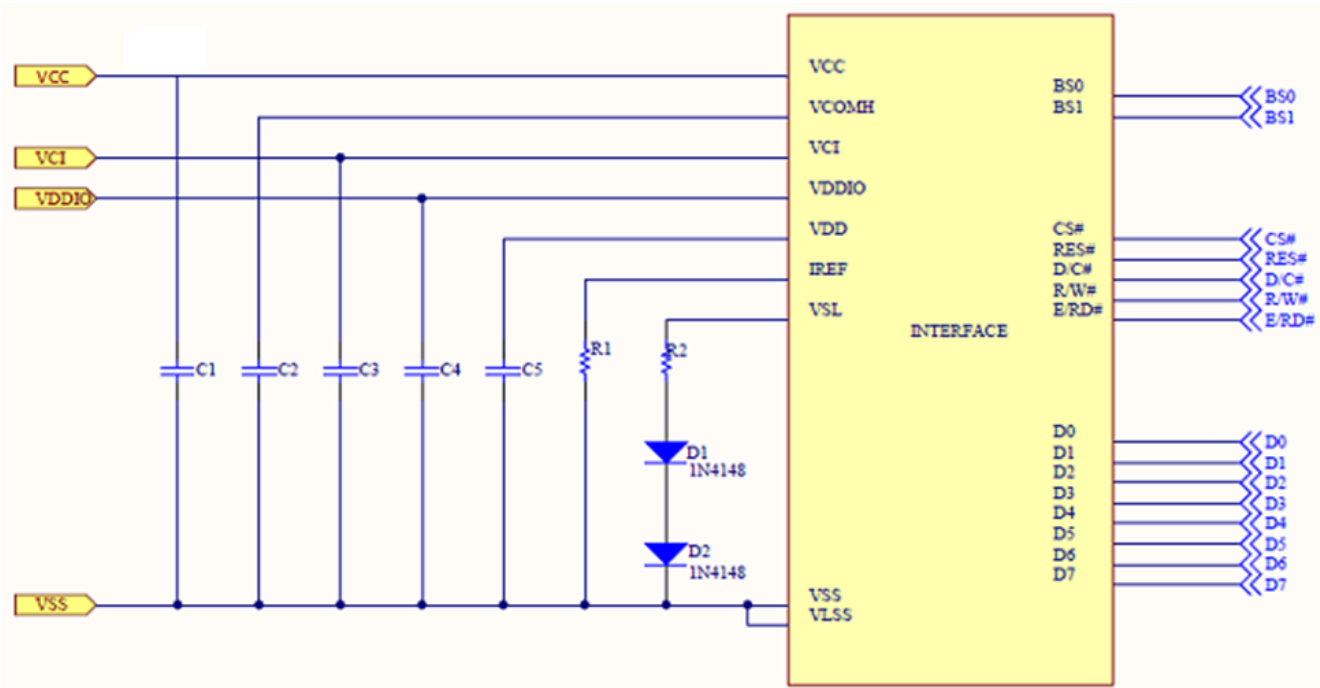 VCC
VCI
VDDIO
VSS
C1
C2
C3
C4
C5
R1
R2
D1
1N4148
D2
1N4148
VCC
VCOMH
VCI
VDDIO
VDD
IREF
VSL
VSS
VLSS
INTERFACE
BS0
BS1
CS#
RES#
D/C#
R/W#
E/RD#
D0
D1
D2
D3
D4
D5
D6
D7
BS0
BS1
CS#
RES#
D/C#
R/W#
E/RD#
D0
D1
D2
D3
D4
D5
D6
D7